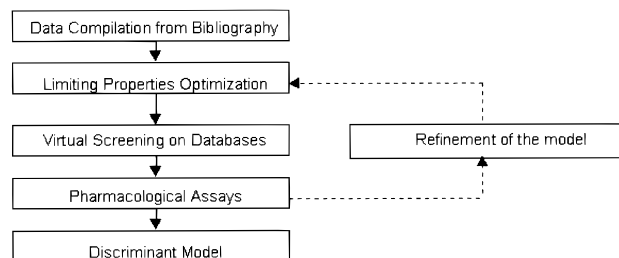 Data Compilation from Bibliography
Limiting Properties Optimization
Virtual Screening on Databases
Refinement of the model
Pharmacological Assays
Discriminant Model